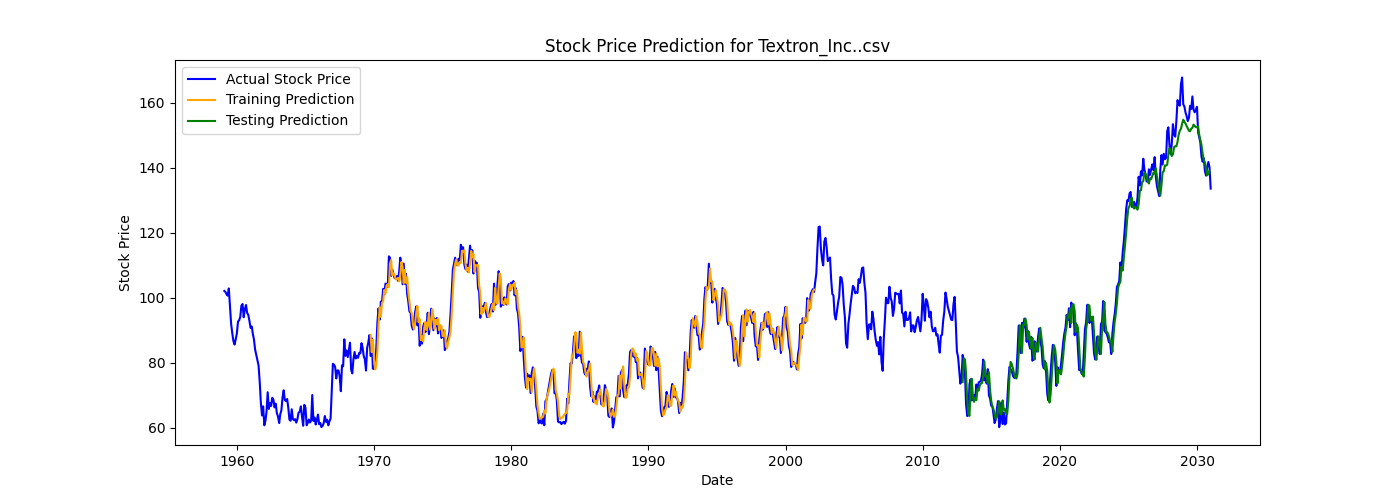 Stock Price Prediction for Textron_Inc..csv
Actual Stock Price
Training Prediction
Testing Prediction
Stock Price
160
140
120
100
80
60
1960
1970
1980
1990
2000
2010
2020
2030
Date